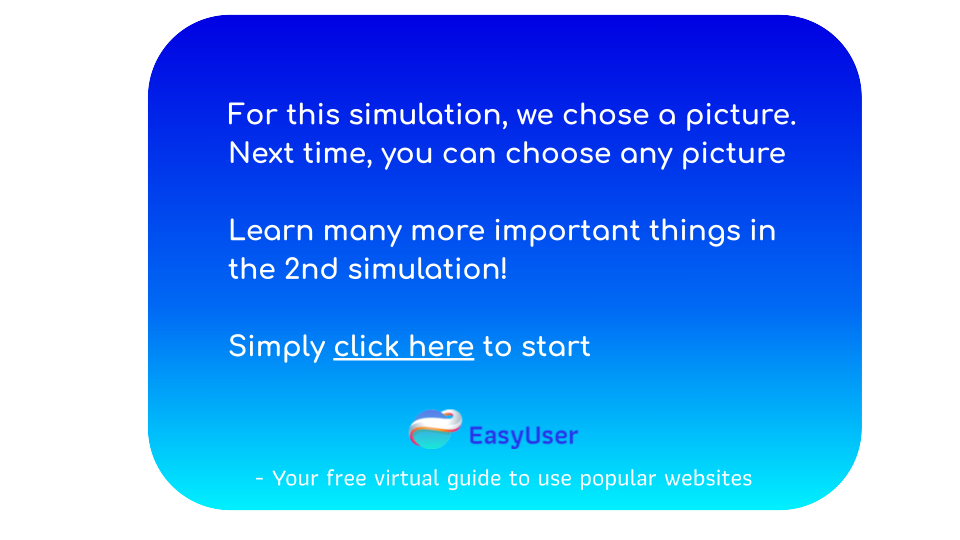 For this simulation, we chose a picture.
Next time, you can choose any picture
Learn many more important things in
the 2nd simulation!
Simply click here to start
EasyUser
- Your free virtual guide to use popular websites